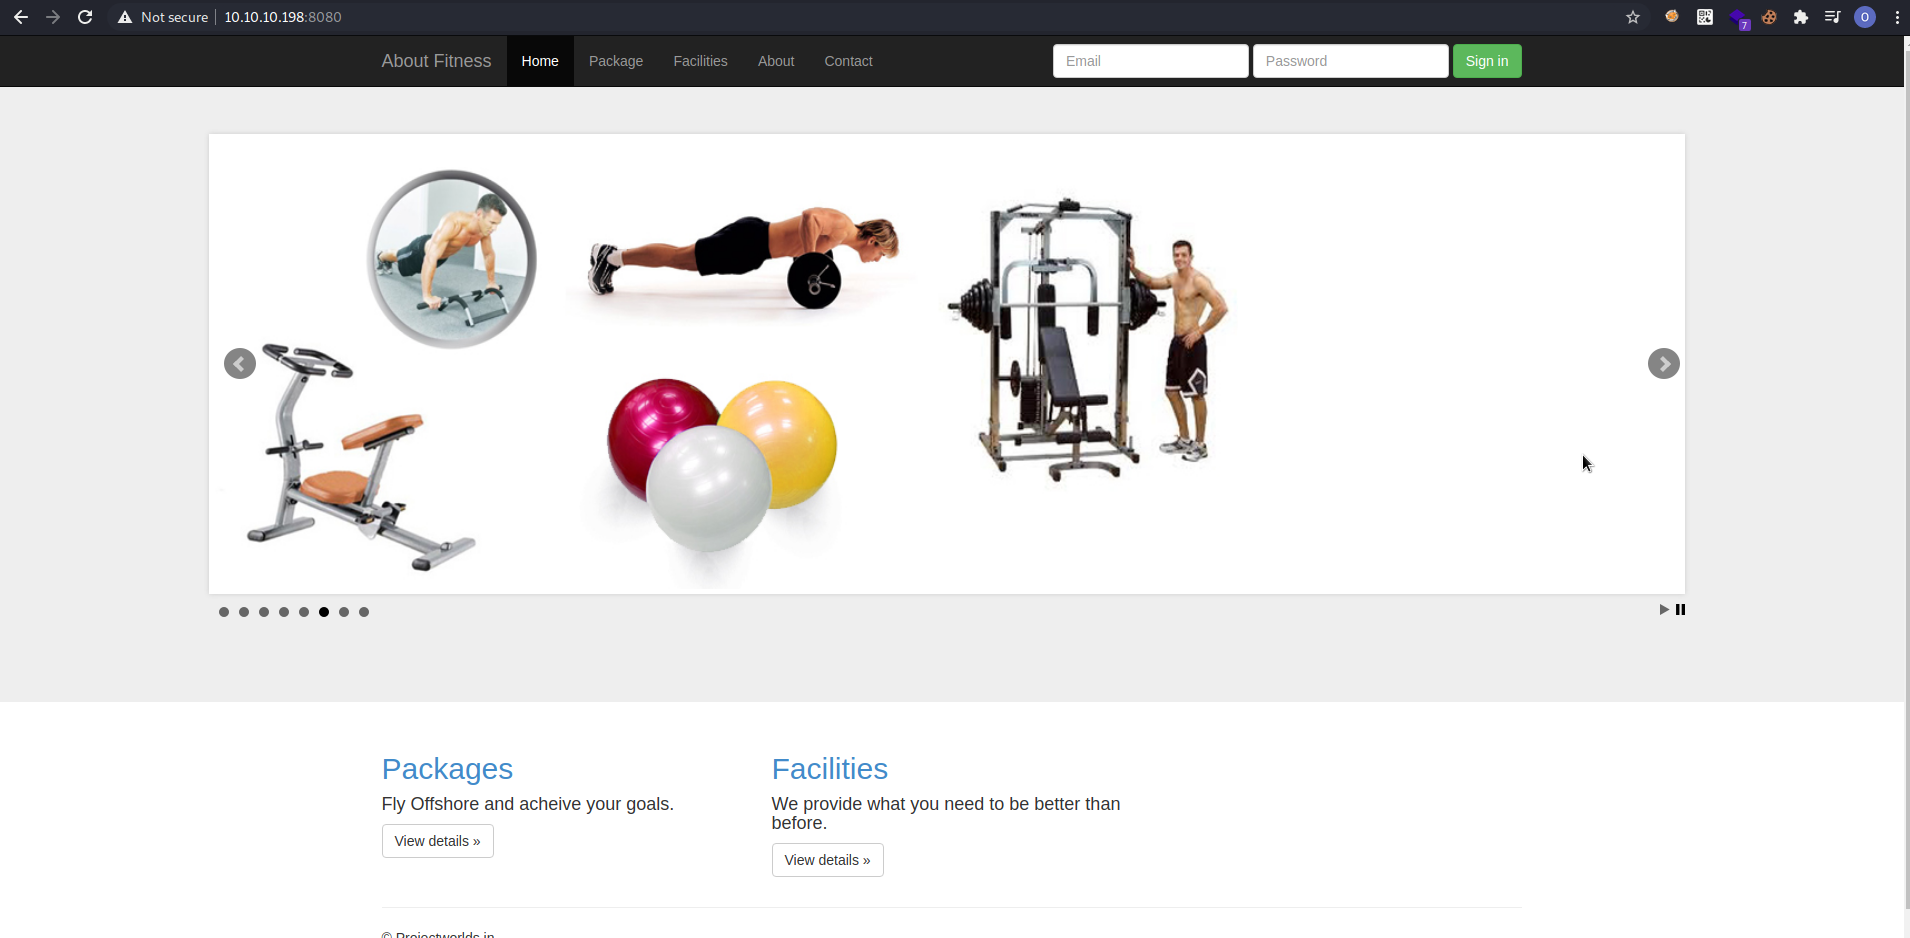 Not secure 10.10.10.198:8080
7
O
About Fitness Home Package Facilities About Contact Email Password Sign in
Packages
Fly Offshore and acheive your goals.
View details »
Facilities
We provide what you need to be better than
before.
View details »
© Projectworlds.in